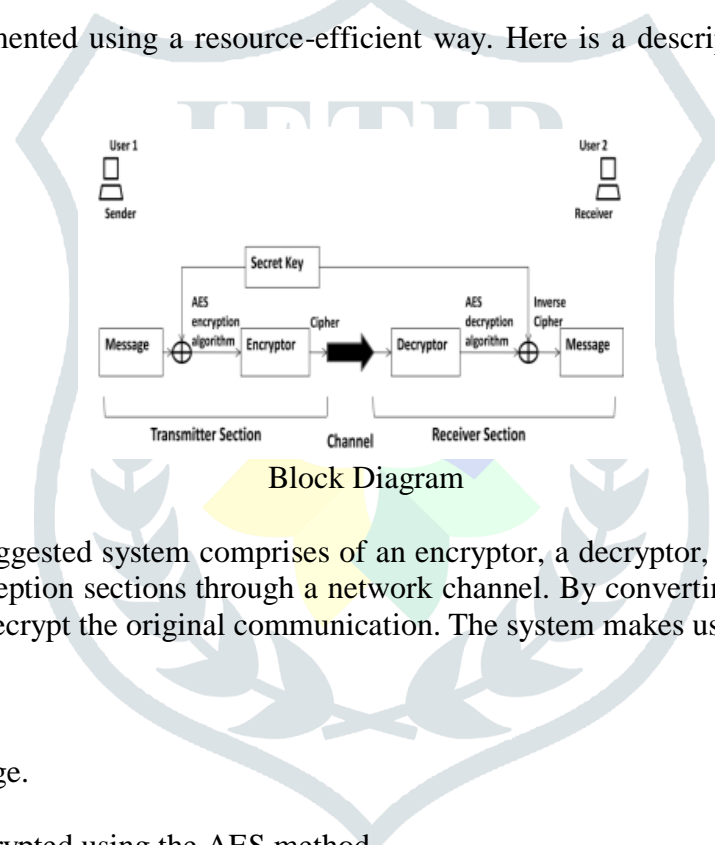 nented using a resource-efficient way. Here is a descrip
JETIR
User 1
User 2
Sender
Receiver
Secret Key
AES
encryption
algorithm
Cipher
AES
decryption
algorithm
Inverse
Cipher
Message
Encryptor
Decryptor
Message
Transmitter Section
Channel
Receiver Section
Block Diagram
ggested system comprises of an encryptor, a decryptor,
eption sections through a network channel. By convertin
ecrypt the original communication. The system makes us
ge.
rypted using the AES method